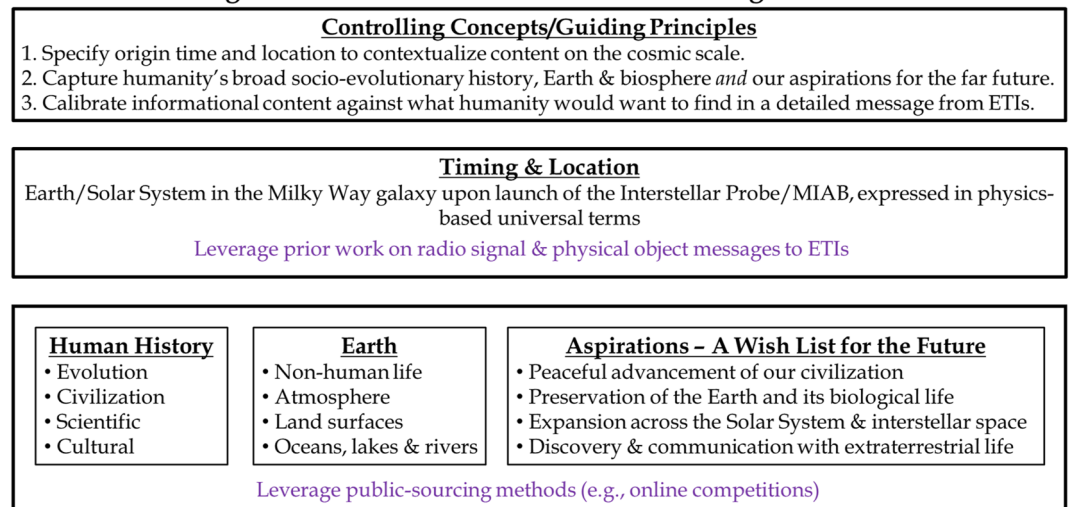 Controlling Concepts/Guiding Principles
1. Specify origin time and location to contextualize content on the cosmic scale.
2. Capture humanity's broad socio-evolutionary history, Earth & biosphere and our aspirations for the far future.
3. Calibrate informational content against what humanity would want to find in a detailed message from ETIs.
Timing & Location
Earth/Solar System in the Milky Way galaxy upon launch of the Interstellar Probe/MIAB, expressed in physics-
based universal terms
Leverage prior work on radio signal & physical object messages to ETIs
Human History
• Evolution
• Civilization
• Scientific
• Cultural
Earth
• Non-human life
• Atmosphere
• Land surfaces
• Oceans, lakes & rivers
Aspirations – A Wish List for the Future
• Peaceful advancement of our civilization
• Preservation of the Earth and its biological life
• Expansion across the Solar System & interstellar space
• Discovery & communication with extraterrestrial life
Leverage public-sourcing methods (e.g., online competitions)